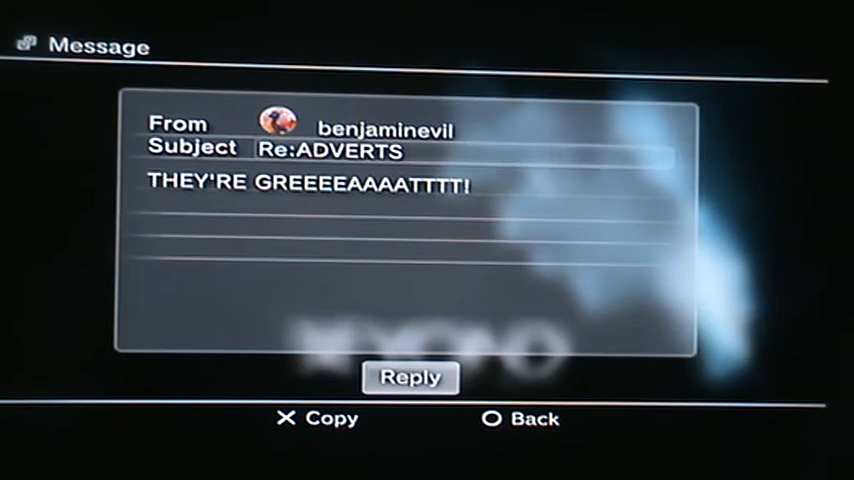 Message
From benjaminevil
Subject Re:ADVERTS
THEY'RE GREEEEAAAATTTT!
Reply
Copy
Back